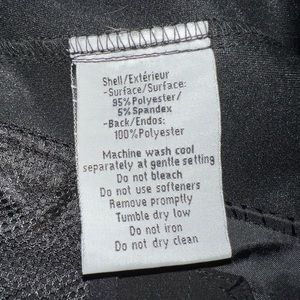 Shell/Extérieur
-Surface/Surface:
95% Polyester/
5% Spandex
-Back/Endos:
100% Polyester
Machine wash cool
separately at gentle setting
Do not bleach
Do not use softeners
Remove promptly
Tumble dry low
Do not iron
Do not dry clean